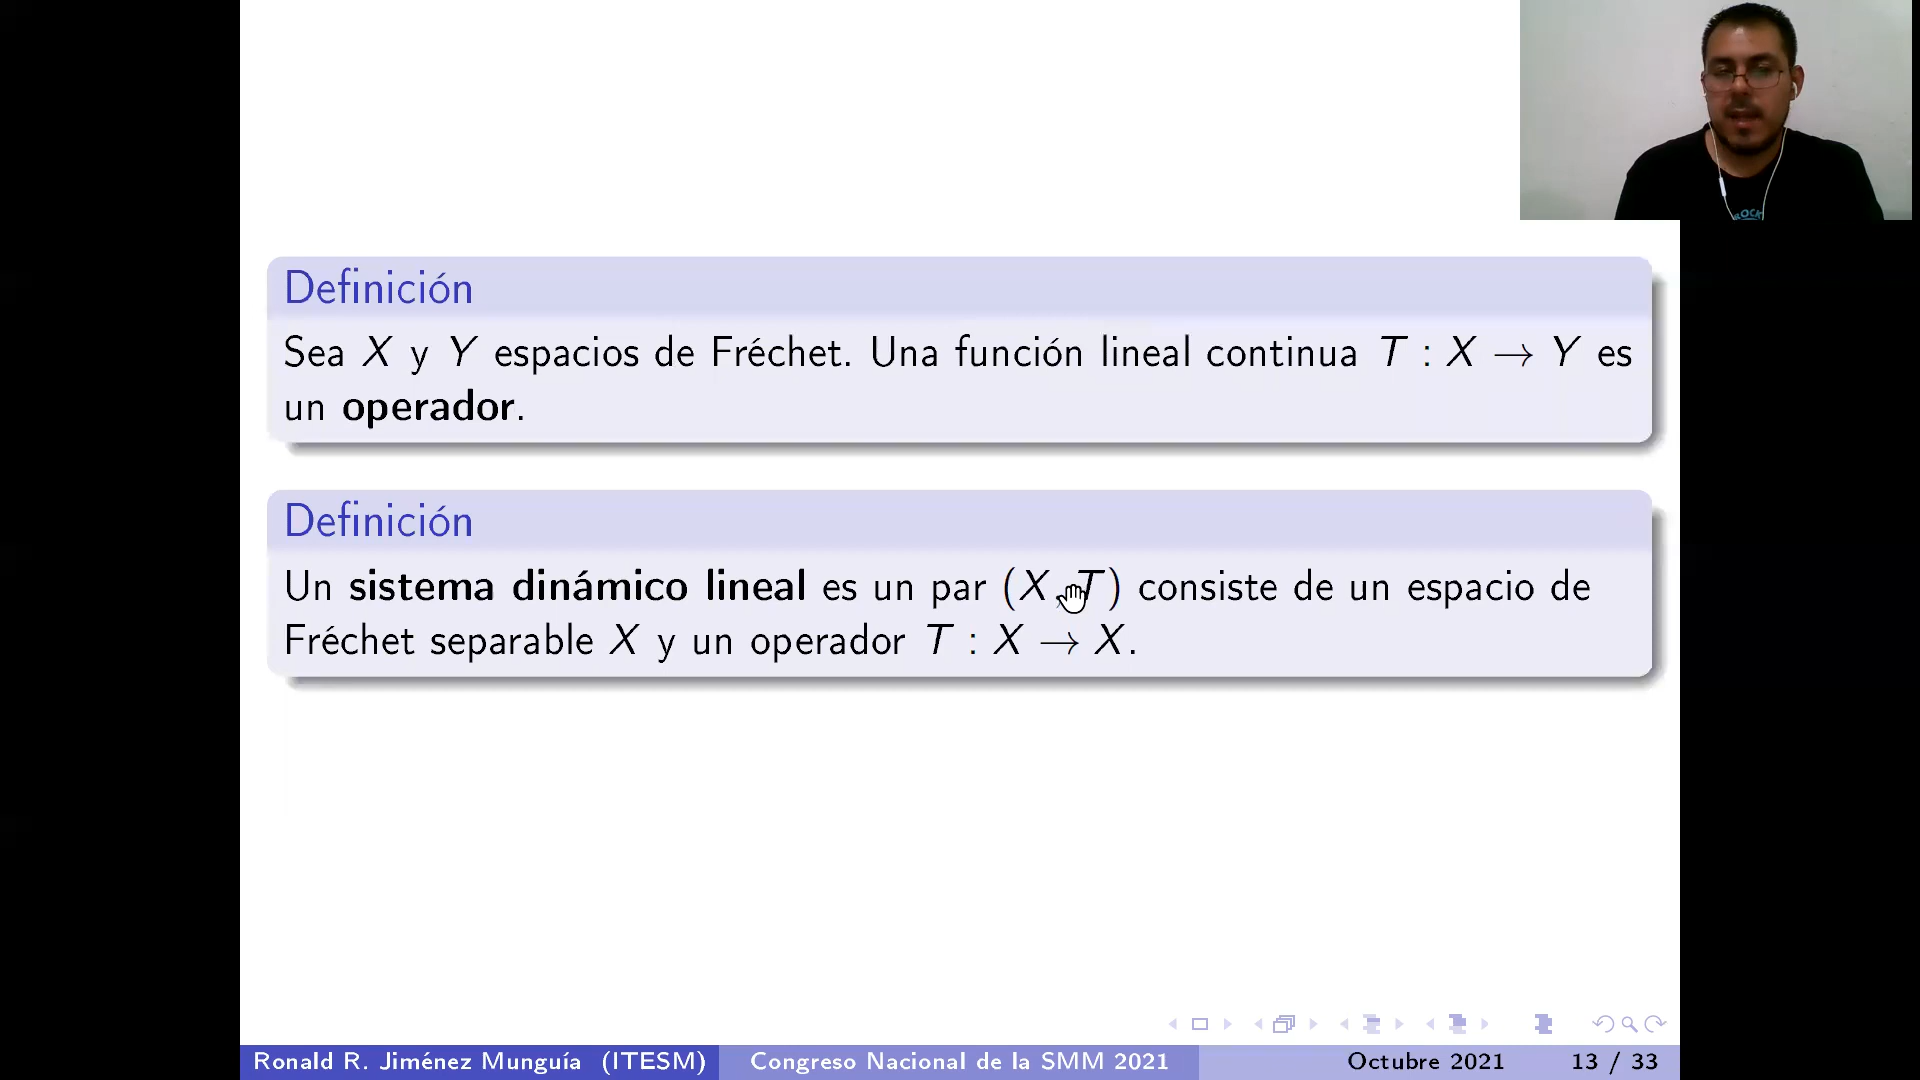 ROCK
Definición
Sea X y Y espacios de Fréchet. Una función lineal continua T : X → Y es
un operador.
Definición
Un sistema dinámico lineal es un par (X, T) consiste de un espacio de
Fréchet separable X y un operador T : X → X.
Ronald R. Jiménez Munguía (ITESM) Congreso Nacional de la SMM 2021 Octubre 2021 13 / 33